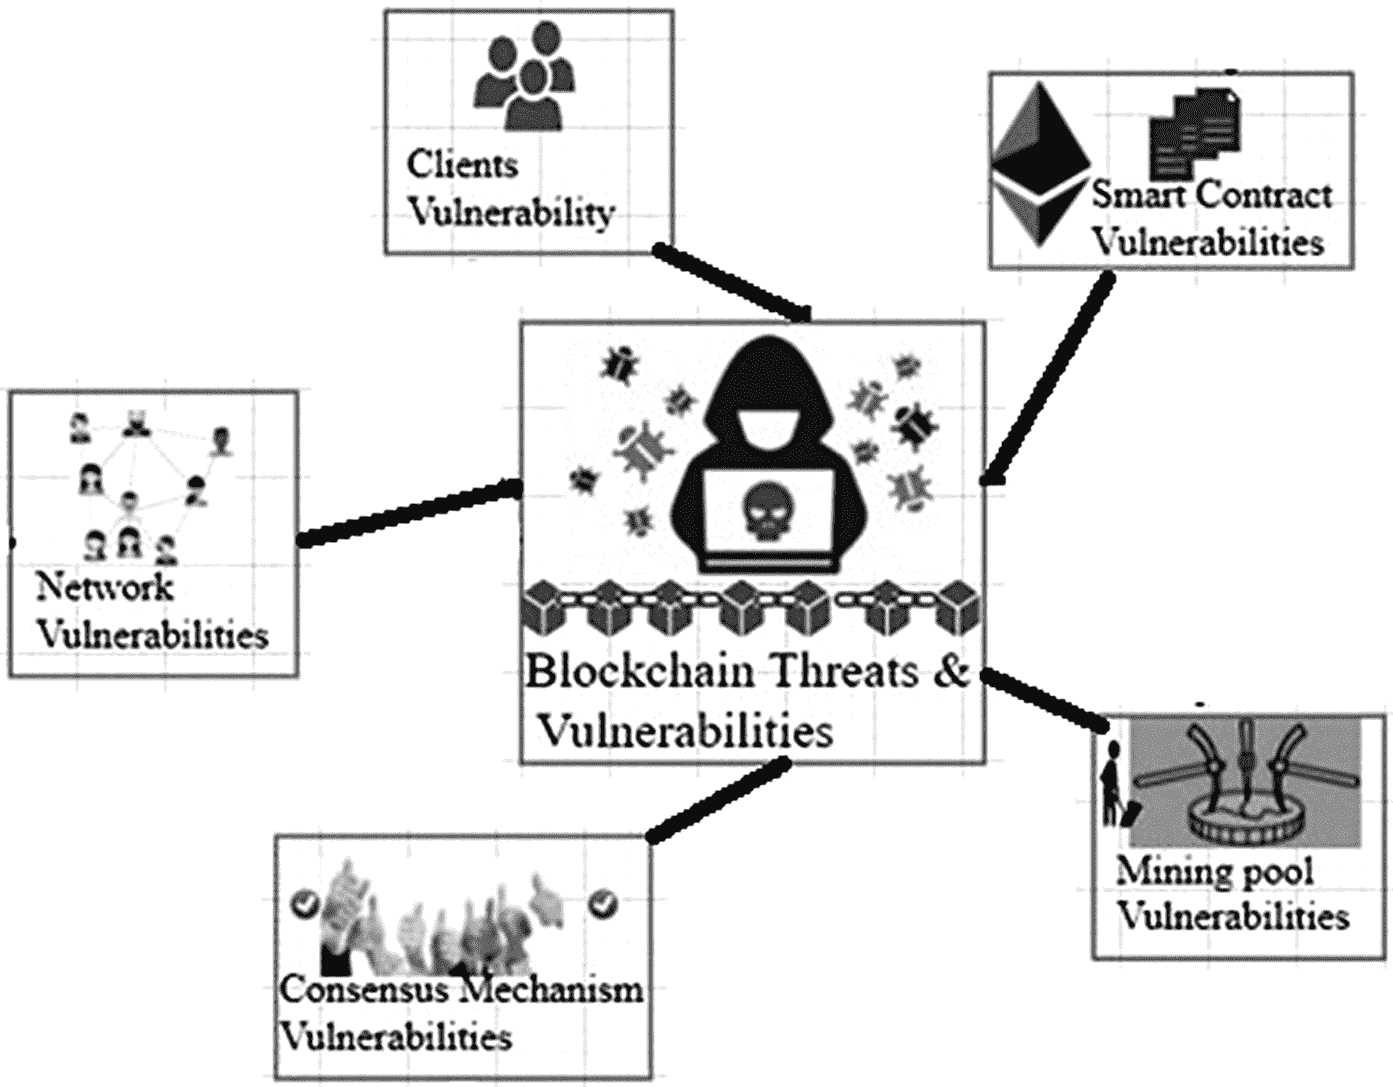 Clients
Vulnerability
Smart Contract
Vulnerabilities
Network
Vulnerabilities
Blockchain Threats &
Vulnerabilities
Mining pool
Vulnerabilities
Consensus Mechanism
Vulnerabilities